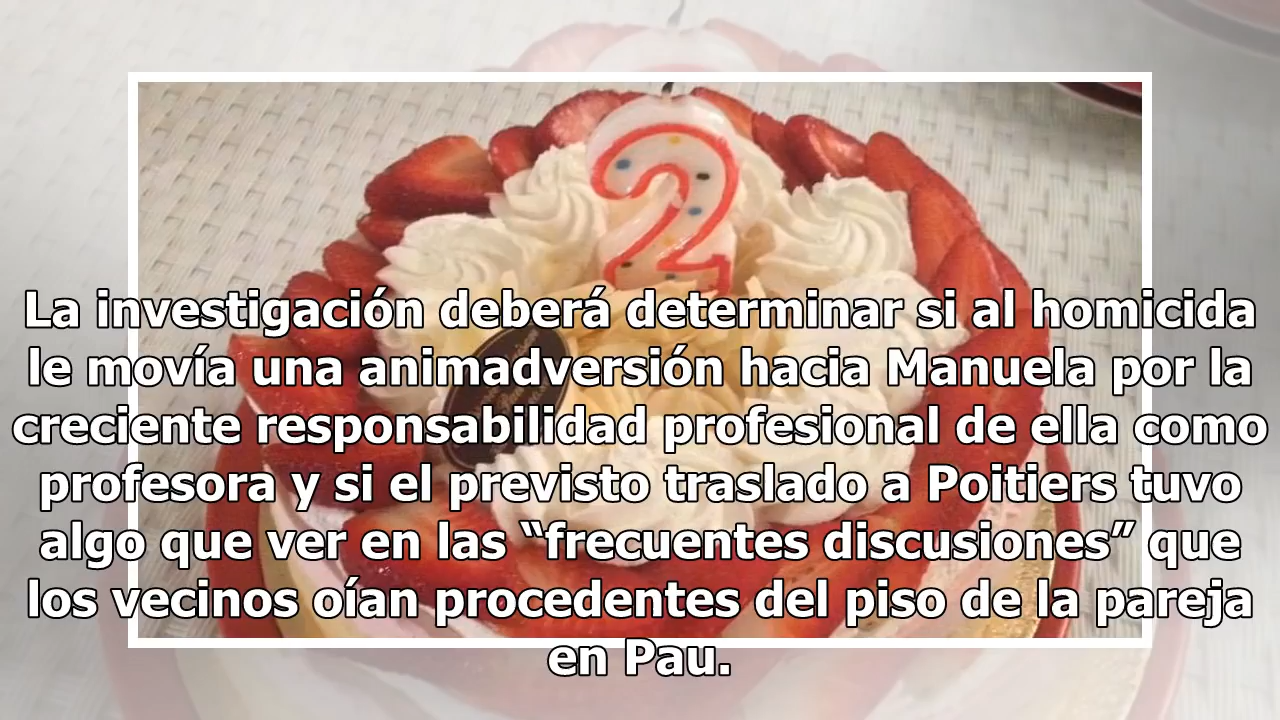 2
La investigación deberá determinar si al homicida
le movía una animadversión hacia Manuela por la
creciente responsabilidad profesional de ella como
profesora y si el previsto traslado a Poitiers tuvo
algo que ver en las “frecuentes discusiones” que
los vecinos oían procedentes del piso de la pareja
en Pau.